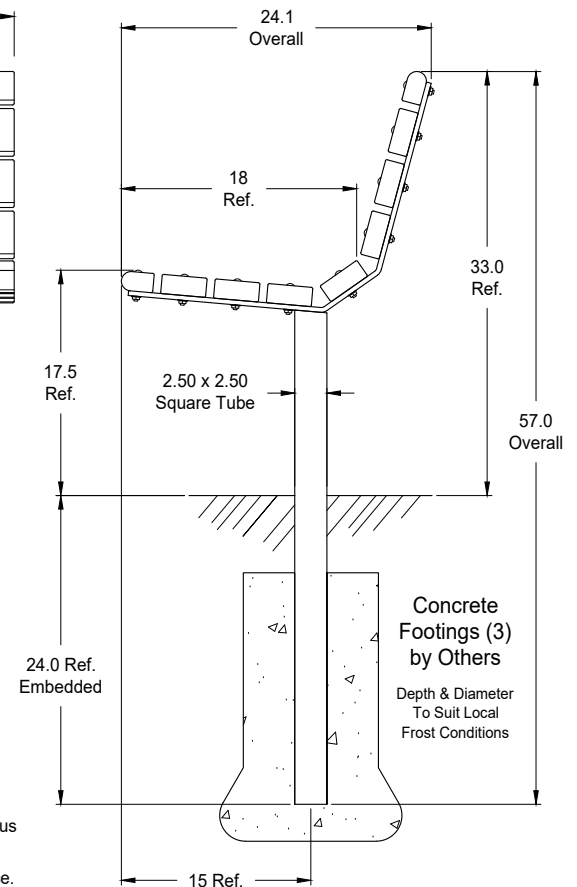 24.1
Overall
18
Ref.
33.0
Ref.
17.5
Ref.
2.50 x 2.50
Square Tube
57.0
Overall
24.0 Ref.
Embedded
Concrete
Footings (3)
by Others
Depth & Diameter
To Suit Local
Frost Conditions
15 Ref.